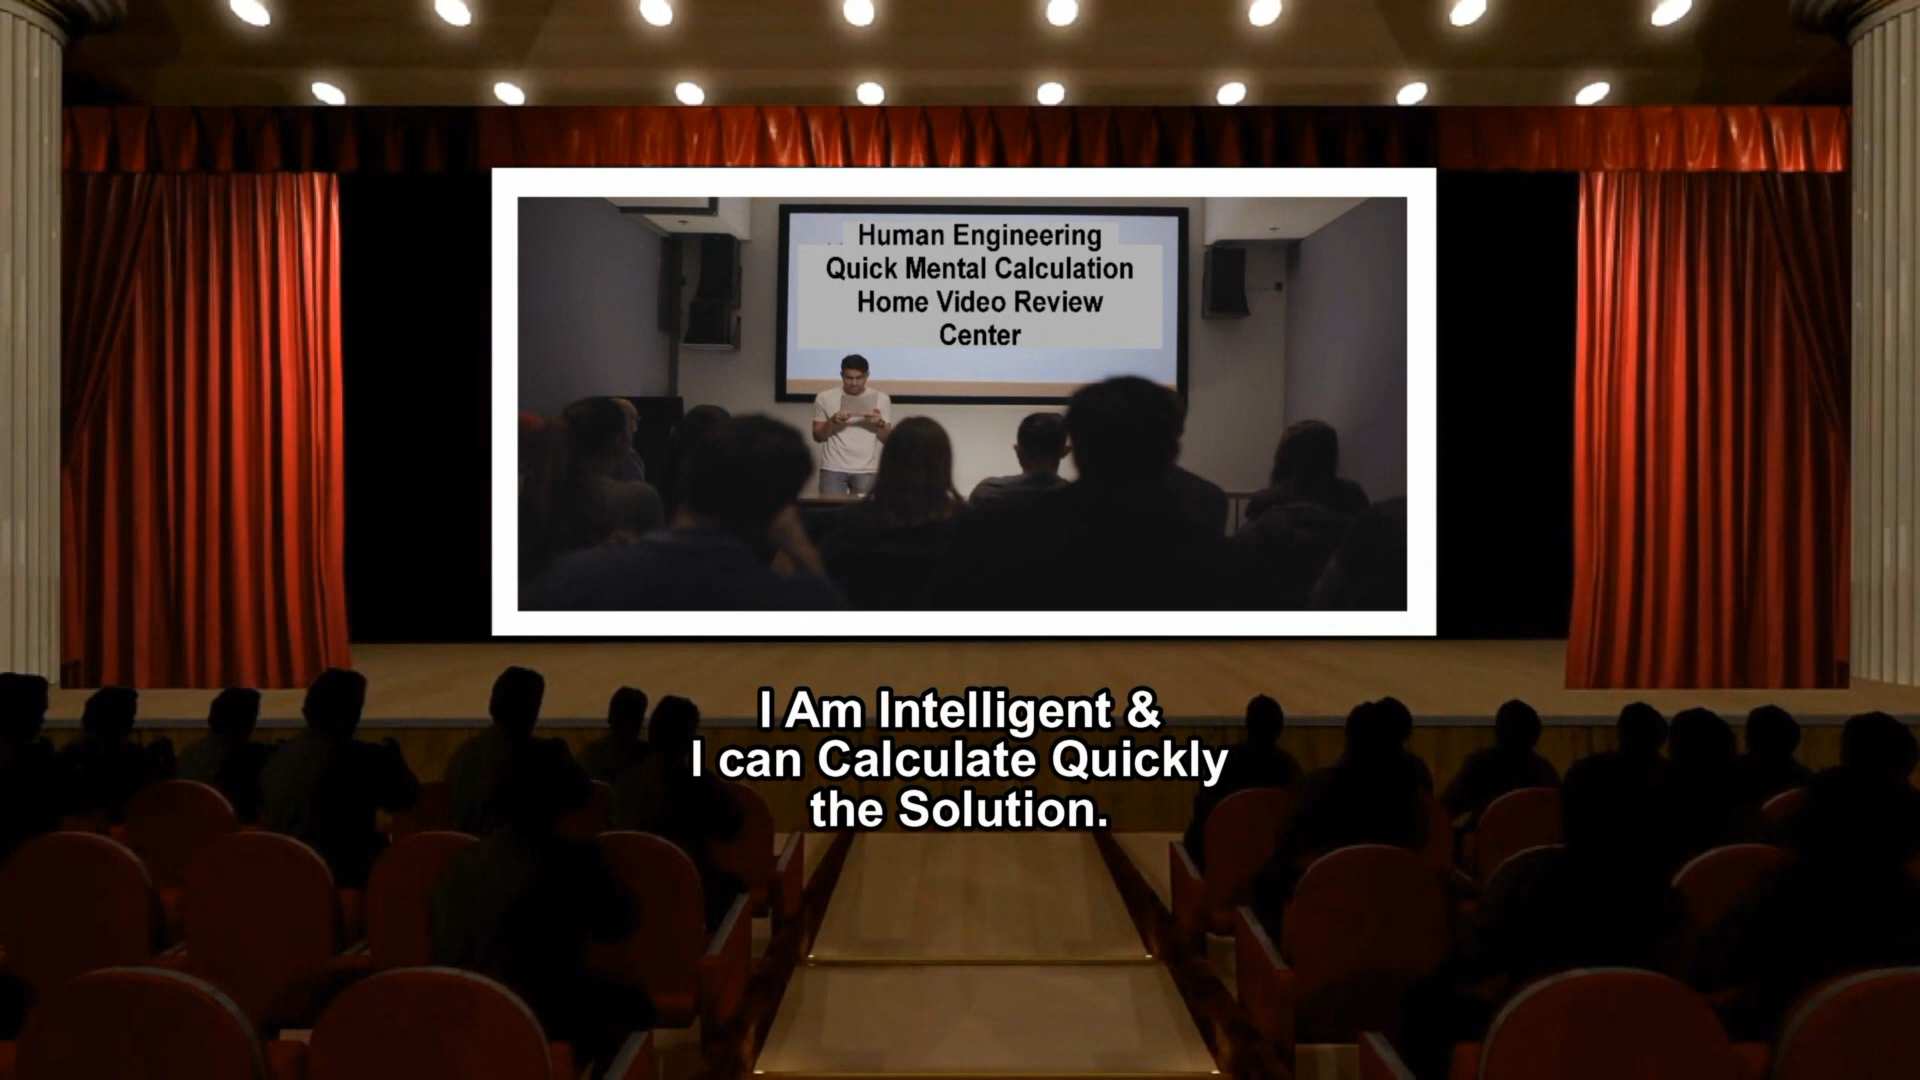 Human Engineering
Quick Mental Calculation
Home Video Review
Center
I Am Intelligent &
I can Calculate Quickly
the Solution.